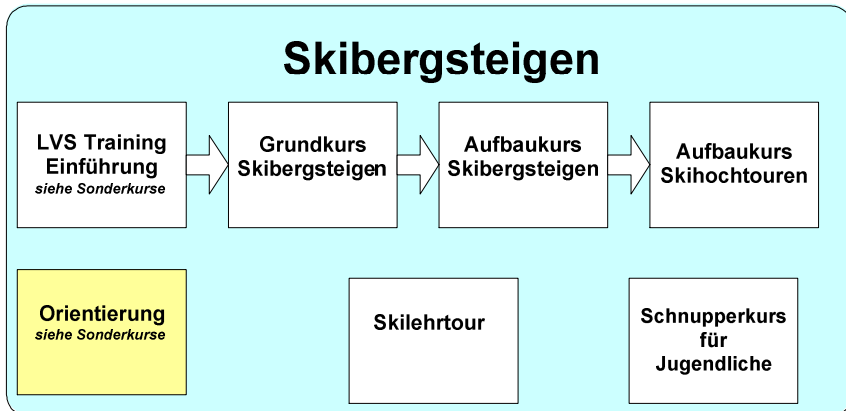 Skibergsteigen
LVS Training
Einführung
siehe Sonderkurse
Grundkurs
Skibergsteigen
Aufbaukurs
Skibergsteigen
Aufbaukurs
Skihochtouren
Orientierung
siehe Sonderkurse
Skilehrtour
Schnupperkurs
für
Jugendliche